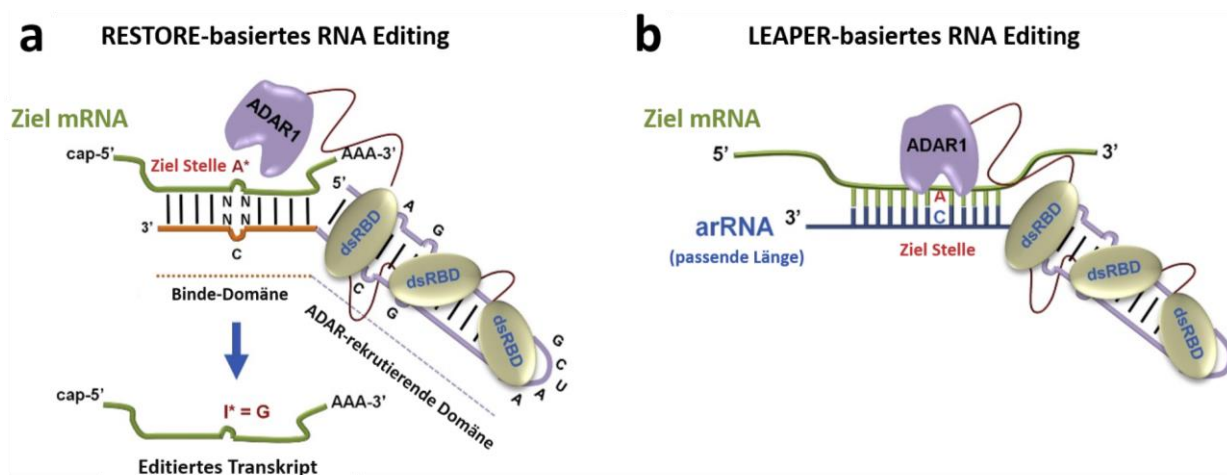 a RESTORE-basiertes RNA Editing
Ziel mRNA
ADAR1
cap-5'
Ziel Stelle A*
AAA-3'
5'
N N
N N
3'
C
dsRBD
A
G
C
dsRBD
G
dsRBD
G
C
U
A
A
Binde-Domäne
ADAR-rekrutierende Domäne
cap-5'
I* = G
AAA-3'
Editiertes Transkript
b LEAPER-basiertes RNA Editing
Ziel mRNA
ADAR1
5'
3'
A
C
3'
arRNA
(passende Länge)
Ziel Stelle
dsRBD
dsRBD
dsRBD